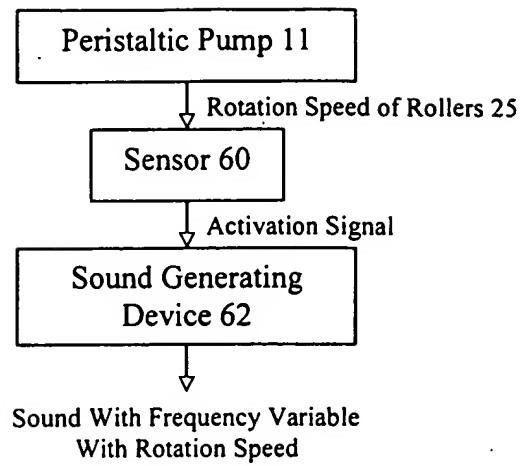 Peristaltic Pump 11
Rotation Speed of Rollers 25
Sensor 60
Activation Signal
Sound Generating
Device 62
Sound With Frequency Variable
With Rotation Speed